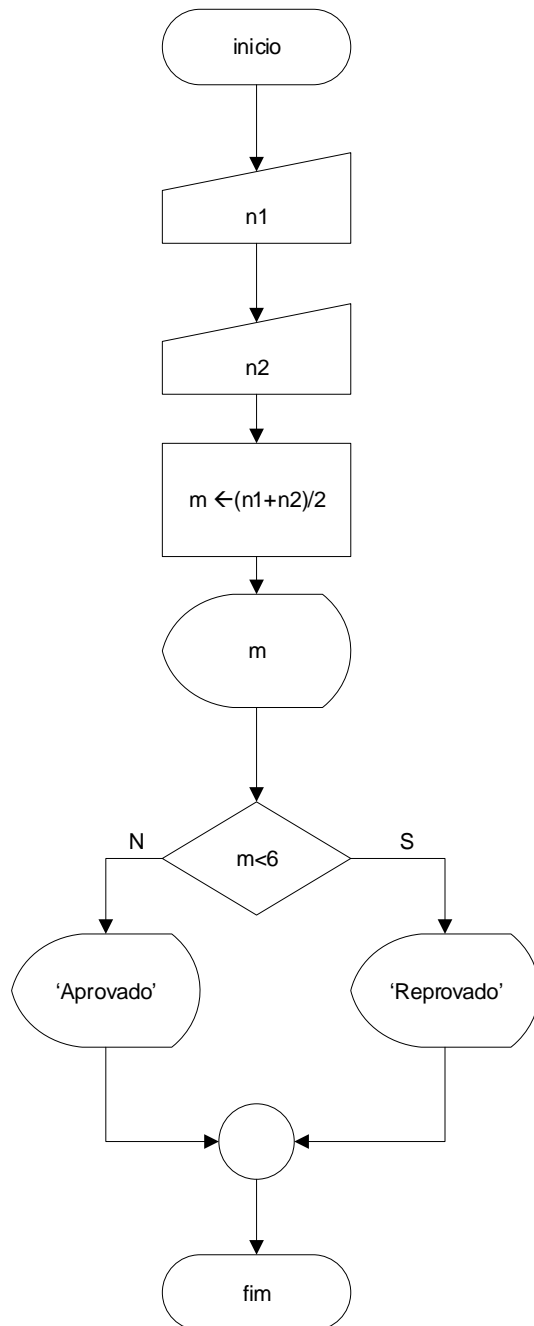 inicio
n1
n2
m ←(n1+n2)/2
m
N
m<6
S
‘Aprovado’
‘Reprovado’
fim